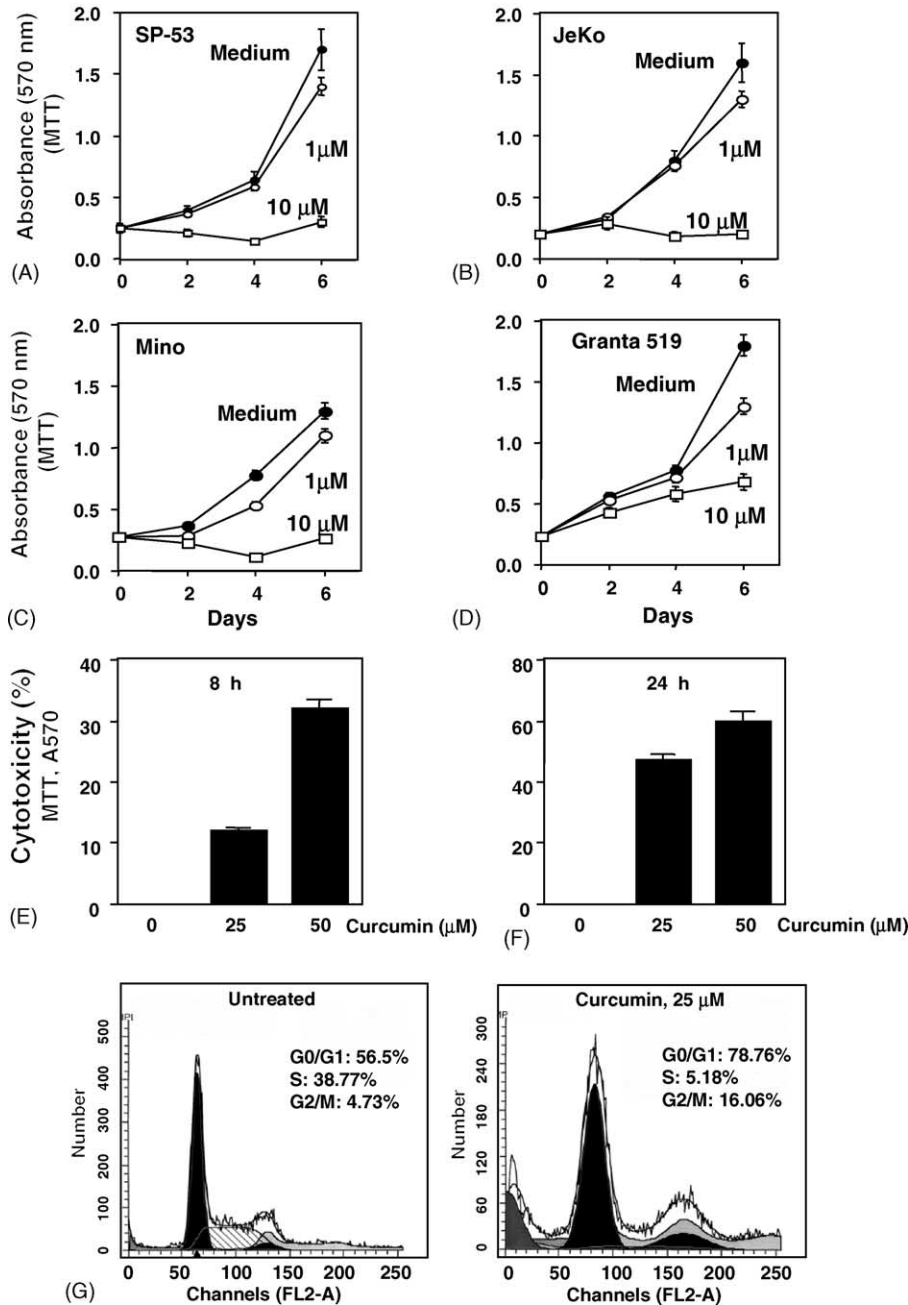 SP-53
Medium
1μM
10 μM
Absorbance (570 nm)
(MTT)
2.0
1.5
1.0
0.5
0.0
0 2 4 6
(A)
JeKo
Medium
1μM
10 μM
2.0
1.5
1.0
0.5
0.0
0 2 4 6
(B)
Mino
Medium
1μM
10 μM
Absorbance (570 nm)
(MTT)
2.0
1.5
1.0
0.5
0.0
0 2 4 6
Days
(C)
Granta 519
Medium
1μM
10 μM
2.0
1.5
1.0
0.5
0.0
0 2 4 6
Days
(D)
8 h
Cytotoxicity (%)
MTT, A570
40
30
20
10
0
0 25 50 Curcumin (μM)
(E)
24 h
80
60
40
20
0
0 25 50 Curcumin (μM)
(F)
Untreated
G0/G1: 56.5%
S: 38.77%
G2/M: 4.73%
Number
500
400
300
200
100
0
0 50 100 150 200 250
Channels (FL2-A)
(G)
Curcumin, 25 μM
G0/G1: 78.76%
S: 5.18%
G2/M: 16.06%
Number
300
240
180
120
60
0
0 50 100 150 200 250
Channels (FL2-A)